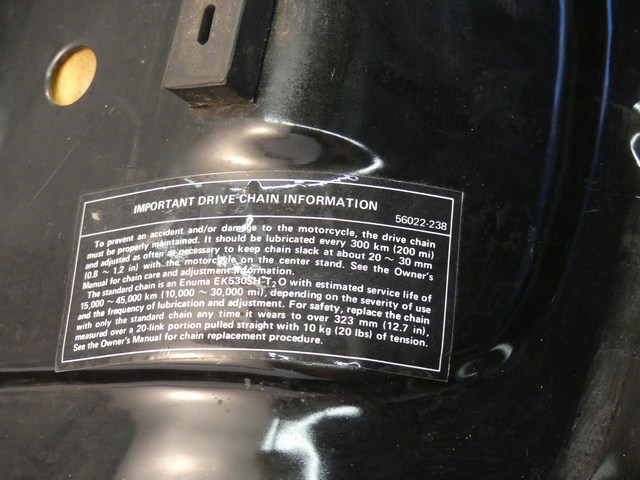 IMPORTANT DRIVE CHAIN INFORMATION
56022-238
To prevent an accident and/or damage to the motorcycle, the drive chain
must be properly maintained. It should be lubricated every 300 km (200 mi)
and adjusted as often as necessary to keep chain slack at about 20 ~ 30 mm
(0.8 ~ 1.2 in) with the motorcycle on the center stand. See the Owner's
Manual for chain care and adjustment information.
The standard chain is an Enuma EK530SH-T₂O with estimated service life of
15,000 ~ 45,000 km (10,000 ~ 30,000 mi), depending on the severity of use
and the frequency of lubrication and adjustment. For safety, replace the chain
with only the standard chain any time it wears to over 323 mm (12.7 in),
measured over a 20-link portion pulled straight with 10 kg (20 lbs) of tension.
See the Owner's Manual for chain replacement procedure.